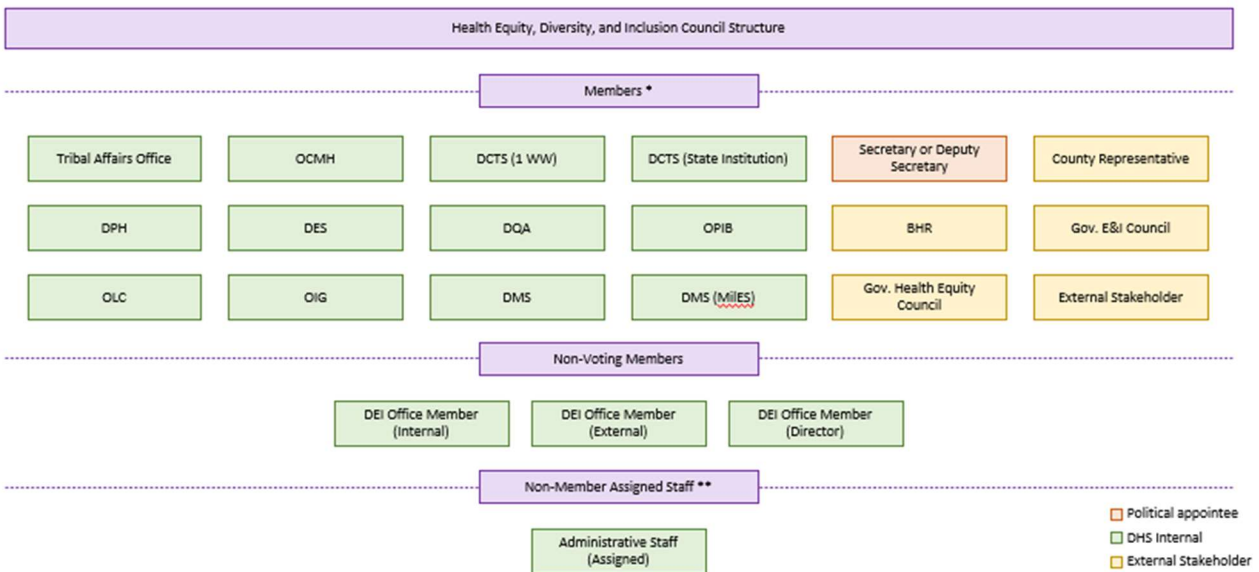 Health Equity, Diversity, and Inclusion Council Structure
Members *
Tribal Affairs Office
OCMH
DCTS (1 WW)
DCTS (State Institution)
Secretary or Deputy
Secretary
County Representative
DPH
DES
DQA
OPIB
BHR
Gov. E&I Council
OLC
OIG
DMS
DMS (MilES)
Gov. Health Equity
Council
External Stakeholder
Non-Voting Members
DEI Office Member
(Internal)
DEI Office Member
(External)
DEI Office Member
(Director)
Non-Member Assigned Staff **
Administrative Staff
(Assigned)
Political appointee
DHS Internal
External Stakeholder